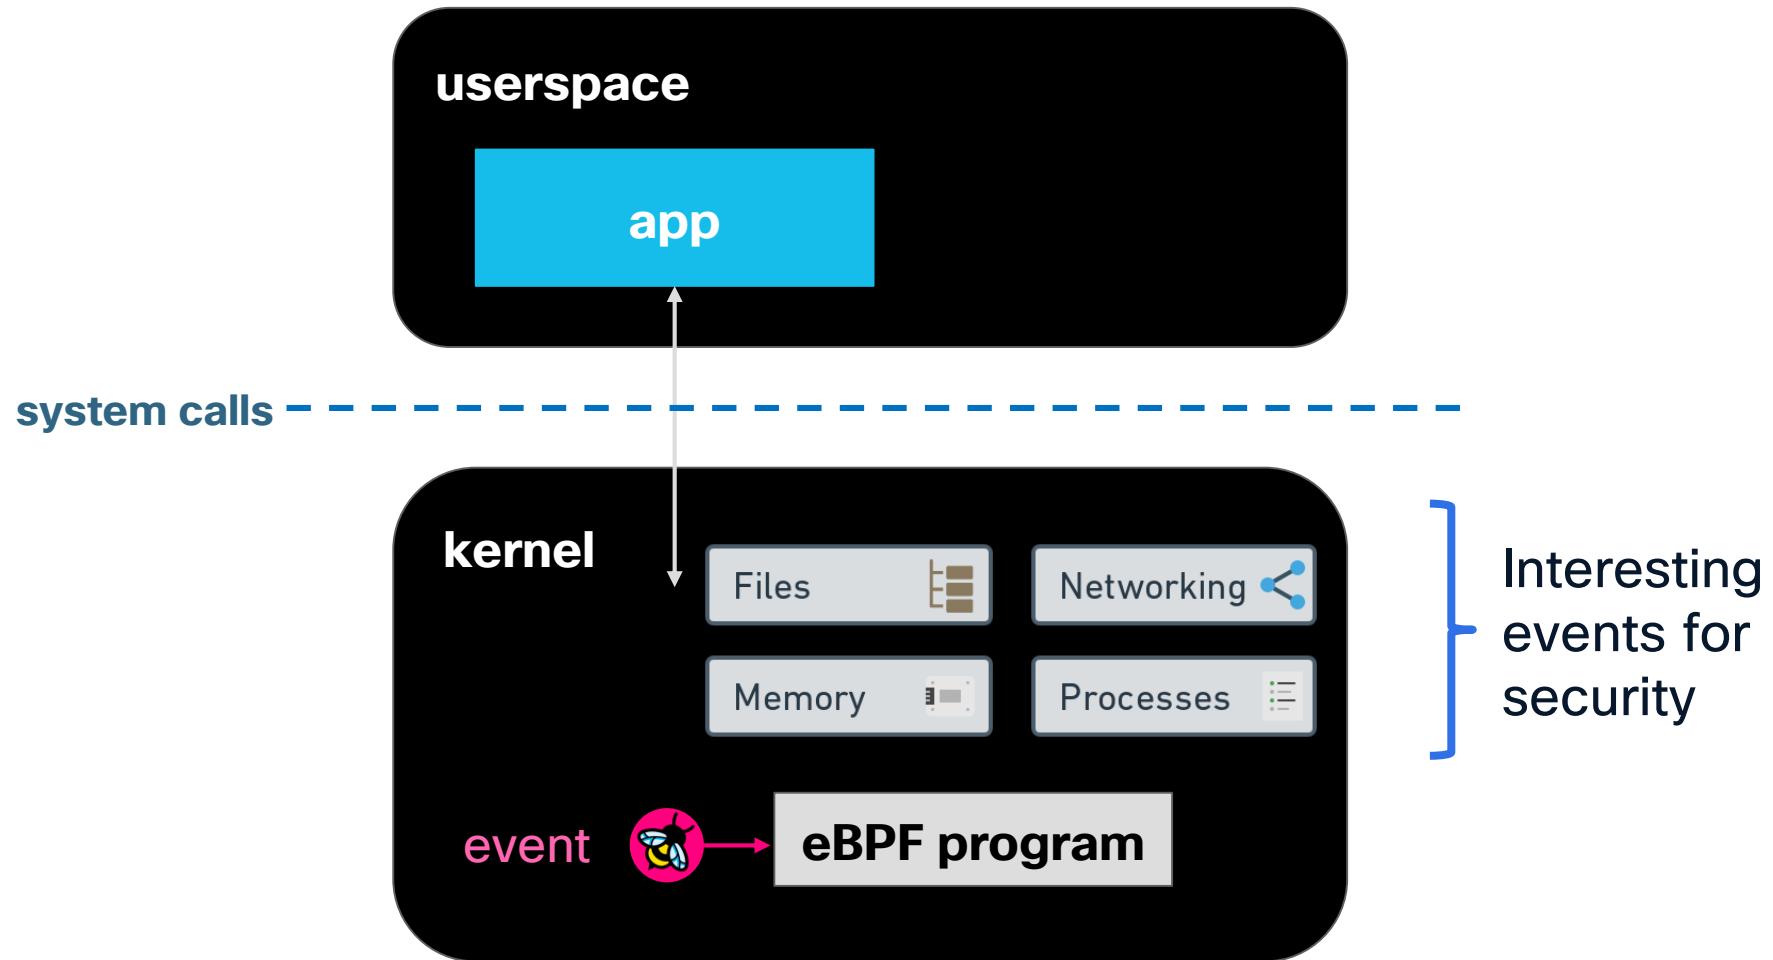 userspace
app
system calls
kernel
Files
Networking
Memory
Processes
Interesting
events for
security
event
eBPF program